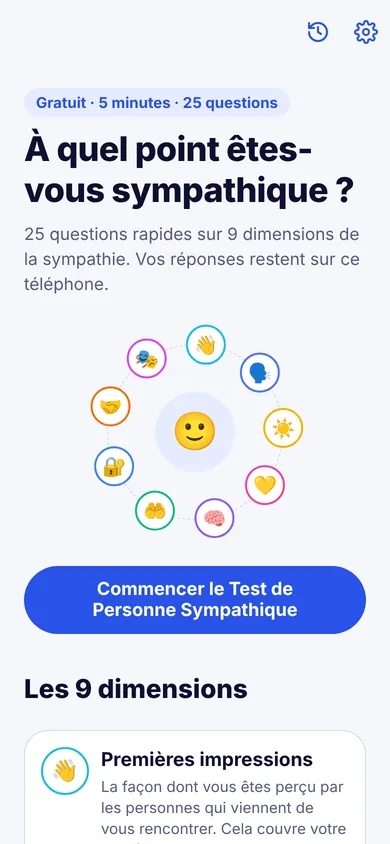 Gratuit · 5 minutes · 25 questions
À quel point êtes-
vous sympathique ?
25 questions rapides sur 9 dimensions de
la sympathie. Vos réponses restent sur ce
téléphone.
Commencer le Test de
Personne Sympathique
Les 9 dimensions
Premières impressions
La façon dont vous êtes perçu par
les personnes qui viennent de
vous rencontrer. Cela couvre votre